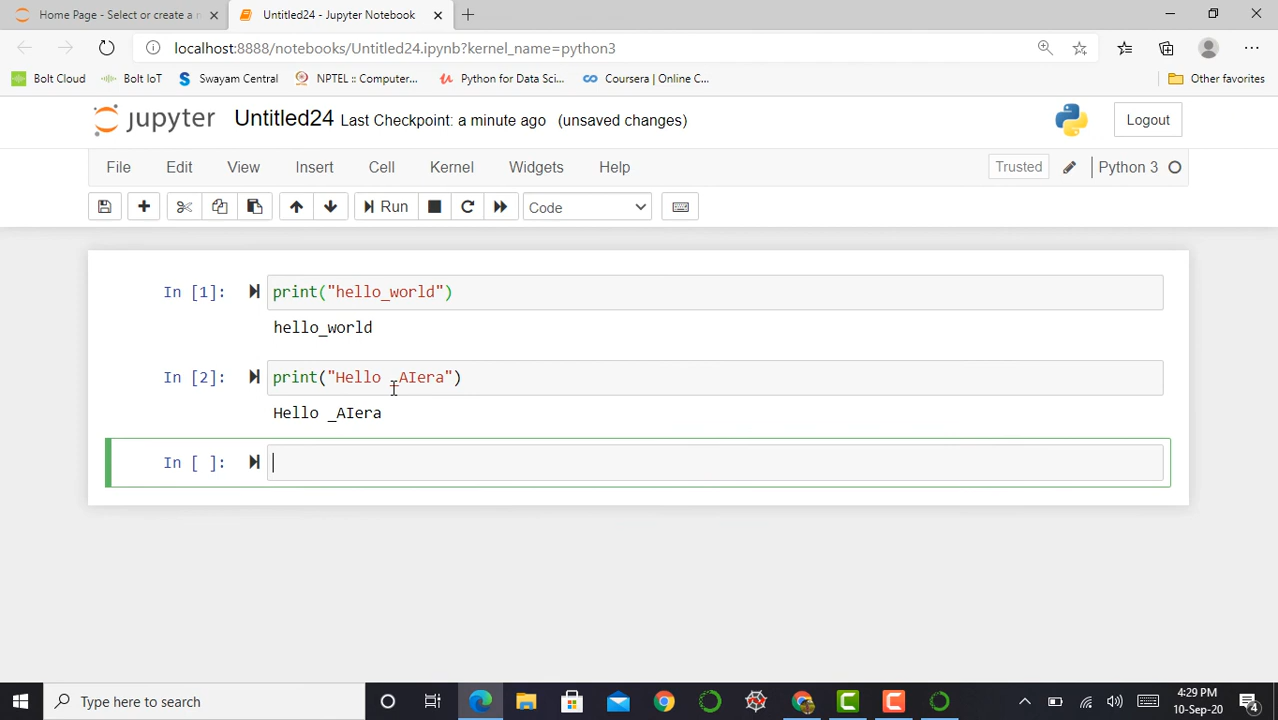 Home Page - Select or create a n
Untitled24 - Jupyter Notebook
localhost:8888/notebooks/Untitled24.ipynb?kernel_name=python3
Bolt Cloud
Bolt IoT
Swayam Central
NPTEL :: Computer...
Python for Data Sci...
Coursera | Online C...
Other favorites
jupyter
Untitled24 Last Checkpoint: a minute ago (unsaved changes)
Logout
File
Edit
View
Insert
Cell
Kernel
Widgets
Help
Trusted
Python 3
Run
Code
In [1]:
print("hello_world")
hello_world
In [2]:
print("Hello _AIera")
Hello _AIera
In [ ]:
Type here to search
4:29 PM
10-Sep-20
4